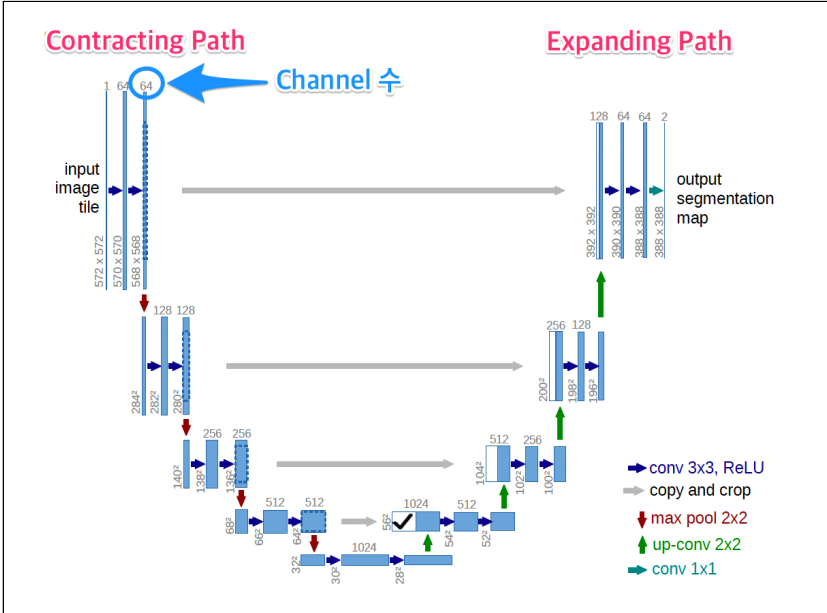 Contracting Path
Expanding Path
Channel 수
1 64 64
128 64 64 2
input
image
tile
output
segmentation
map
572 x 572
570 x 570
568 x 568
392 x 392
390 x 390
388 x 388
388 x 388
128 128
256 128
284²
282²
280²
200²
198²
196²
256 256
512 256
140²
138²
136²
104²
102²
100²
512 512
1024 512
68²
66²
64²
56²
54²
52²
1024
32²
30²
28²
conv 3x3, ReLU
copy and crop
max pool 2x2
up-conv 2x2
conv 1x1